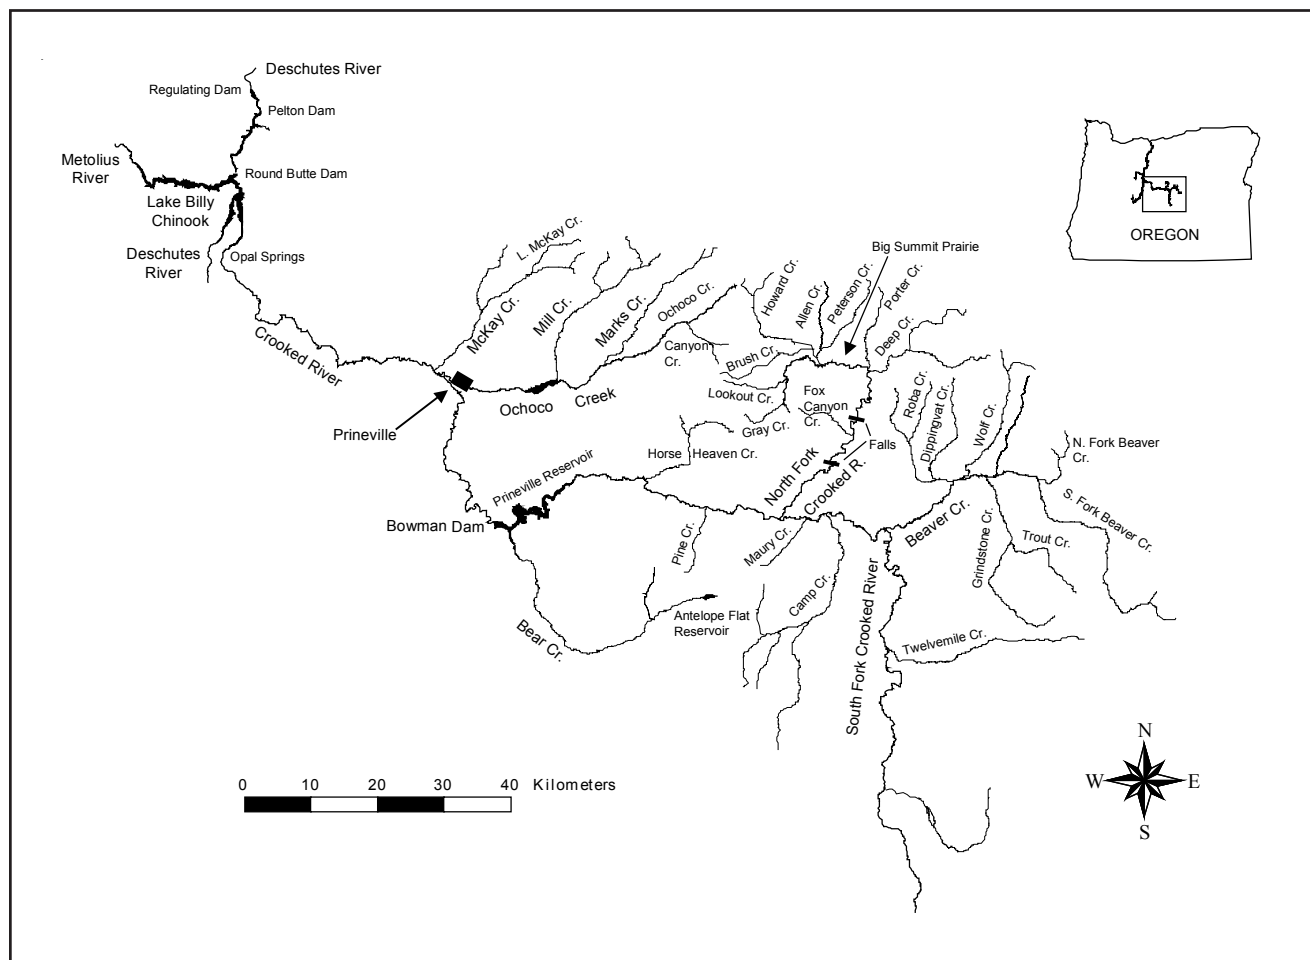 Deschutes River
Regulating Dam
Pelton Dam
Metolius
River
Round Butte Dam
Lake Billy
Chinook
Deschutes
River
Opal Springs
Crooked River
Prineville
McKay Cr.
L. McKay Cr.
Mill Cr.
Marks Cr.
Ochoco Cr.
Ochoco Creek
Canyon
Cr.
Brush Cr.
Howard Cr.
Allen Cr.
Peterson Cr.
Big Summit Prairie
Porter Cr.
Deep Cr.
Lookout Cr.
Fox
Canyon
Cr.
Gray Cr.
Falls
Horse Heaven Cr.
North Fork
Crooked R.
Roba Cr.
Dippingvat Cr.
Wolf Cr.
N. Fork Beaver
Cr.
S. Fork Beaver Cr.
Beaver Cr.
Grindstone Cr.
Trout Cr.
Prineville Reservoir
Bowman Dam
Pine Cr.
Maury Cr.
Camp Cr.
Antelope Flat
Reservoir
Bear Cr.
South Fork Crooked River
Twelvemile Cr.
OREGON
0 10 20 30 40 Kilometers
N
W E
S